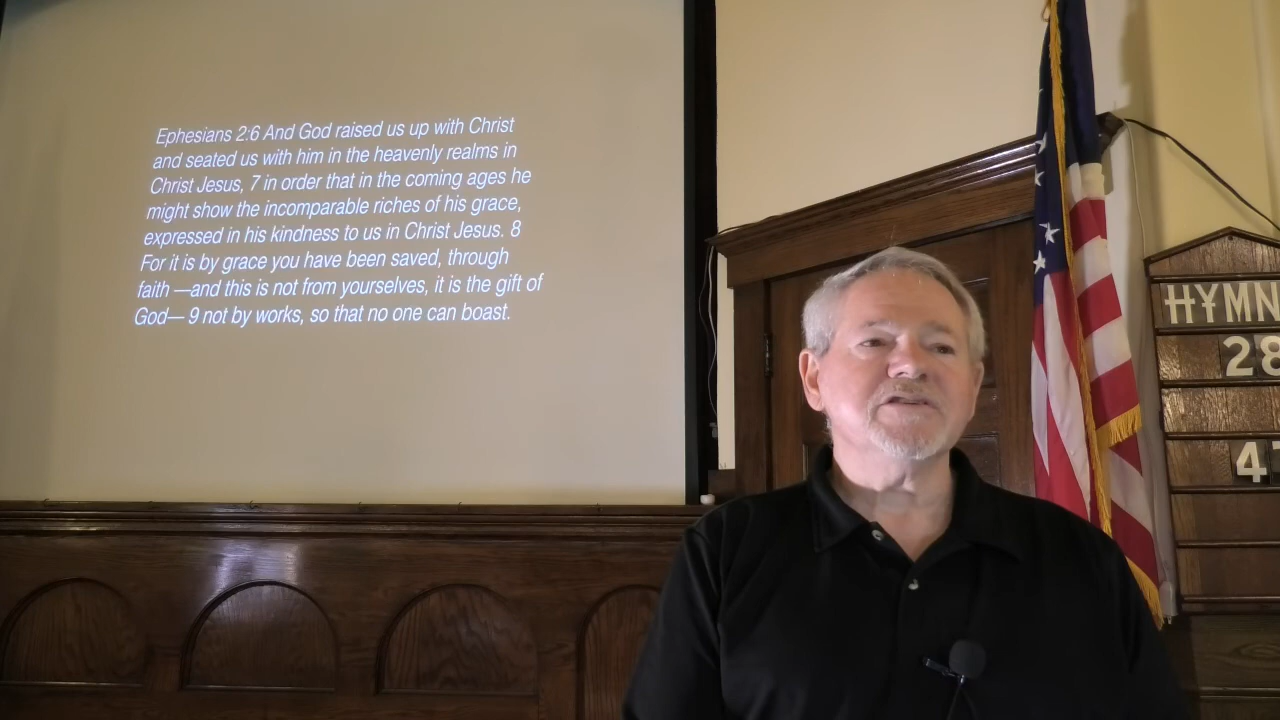 Ephesians 2:6 And God raised us up with Christ
and seated us with him in the heavenly realms in
Christ Jesus, 7 in order that in the coming ages he
might show the incomparable riches of his grace,
expressed in his kindness to us in Christ Jesus. 8
For it is by grace you have been saved, through
faith —and this is not from yourselves, it is the gift of
God— 9 not by works, so that no one can boast.
HYMN
28
4